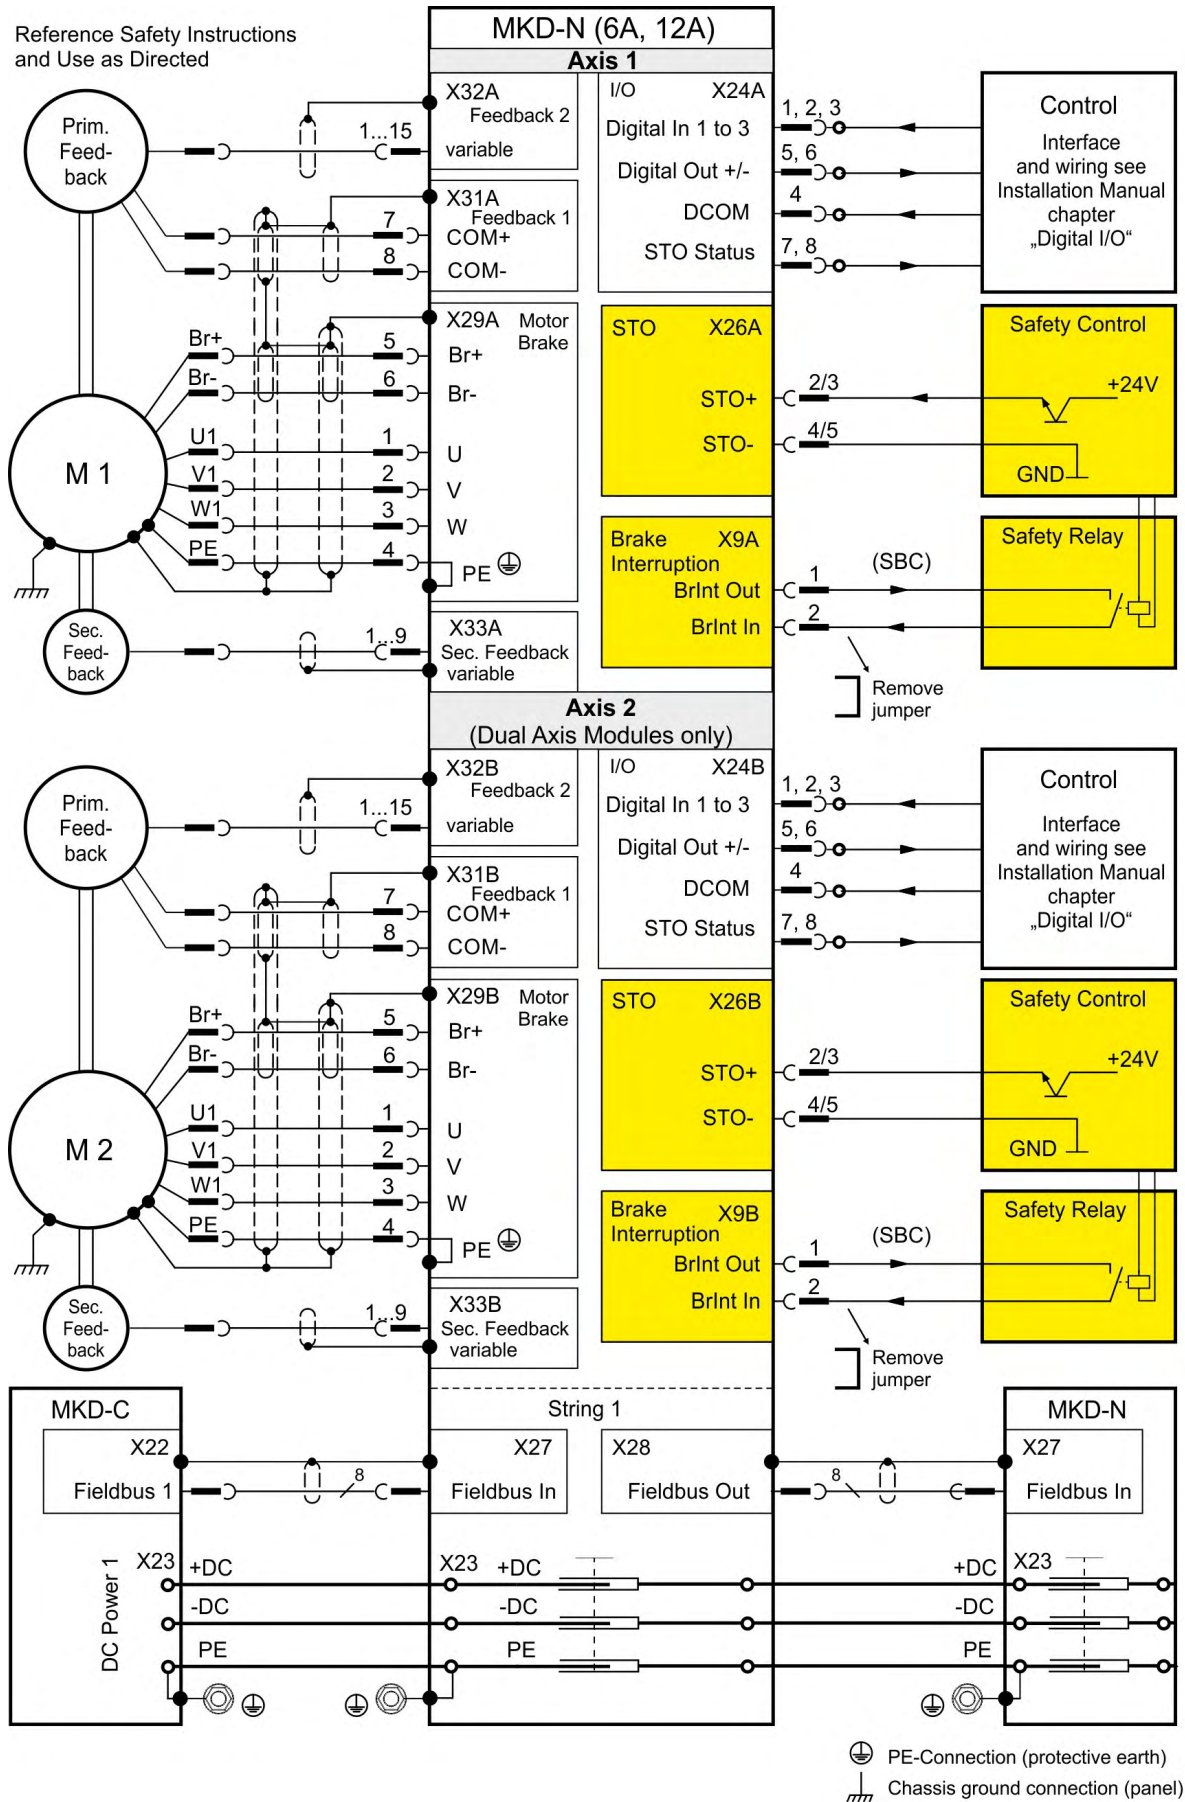 Reference Safety Instructions
and Use as Directed
MKD-N (6A, 12A)
Axis 1
Prim.
Feed-
back
1...15
X32A
Feedback 2
variable
X31A
Feedback 1
7
COM+
8
COM-
X29A Motor
Brake
Br+ 5 Br+
Br- 6 Br-
M 1
U1 1 U
V1 2 V
W1 3 W
PE 4 PE
Sec.
Feed-
back
1...9
X33A
Sec. Feedback
variable
I/O X24A
Digital In 1 to 3 1, 2, 3
Digital Out +/- 5, 6
DCOM 4
STO Status 7, 8
Control
Interface
and wiring see
Installation Manual
chapter
„Digital I/O“
STO X26A
STO+ 2/3
STO- 4/5
Safety Control
+24V
GND
Brake X9A
Interruption
BrInt Out 1
BrInt In 2
(SBC)
Safety Relay
Remove
jumper
Axis 2
(Dual Axis Modules only)
Prim.
Feed-
back
1...15
X32B
Feedback 2
variable
X31B
Feedback 1
7
COM+
8
COM-
X29B Motor
Brake
Br+ 5 Br+
Br- 6 Br-
M 2
U1 1 U
V1 2 V
W1 3 W
PE 4 PE
Sec.
Feed-
back
1...9
X33B
Sec. Feedback
variable
I/O X24B
Digital In 1 to 3 1, 2, 3
Digital Out +/- 5, 6
DCOM 4
STO Status 7, 8
Control
Interface
and wiring see
Installation Manual
chapter
„Digital I/O“
STO X26B
STO+ 2/3
STO- 4/5
Safety Control
+24V
GND
Brake X9B
Interruption
BrInt Out 1
BrInt In 2
(SBC)
Safety Relay
Remove
jumper
MKD-C
String 1
MKD-N
X22
Fieldbus 1
8
X27
Fieldbus In
X28
Fieldbus Out
8
X27
Fieldbus In
DC Power 1
X23 +DC X23 +DC +DC X23
-DC -DC -DC
PE PE PE
PE-Connection (protective earth)
Chassis ground connection (panel)